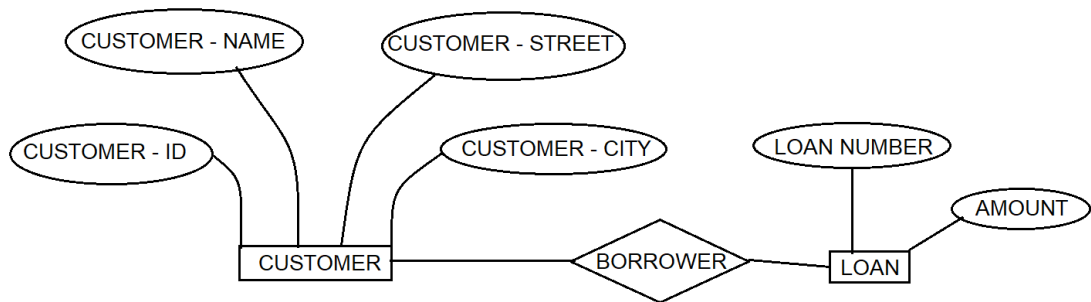 CUSTOMER - NAME
CUSTOMER - STREET
CUSTOMER - ID
CUSTOMER - CITY
LOAN NUMBER
AMOUNT
CUSTOMER
BORROWER
LOAN